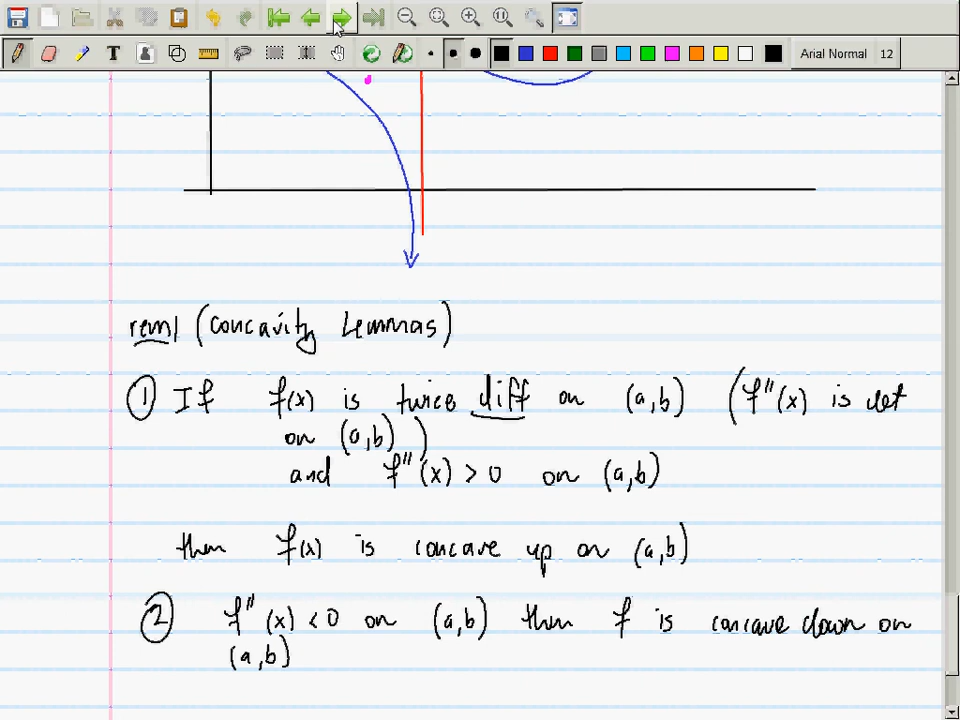 T
Arial Normal 12
rem| (concavity Lemmas)
① If f(x) is twice diff on (a,b) (f"(x) is def
on (a,b))
and f"(x) > 0 on (a,b)
then f(x) is concave up on (a,b)
② f"(x) < 0 on (a,b) then f is concave down on
(a,b)